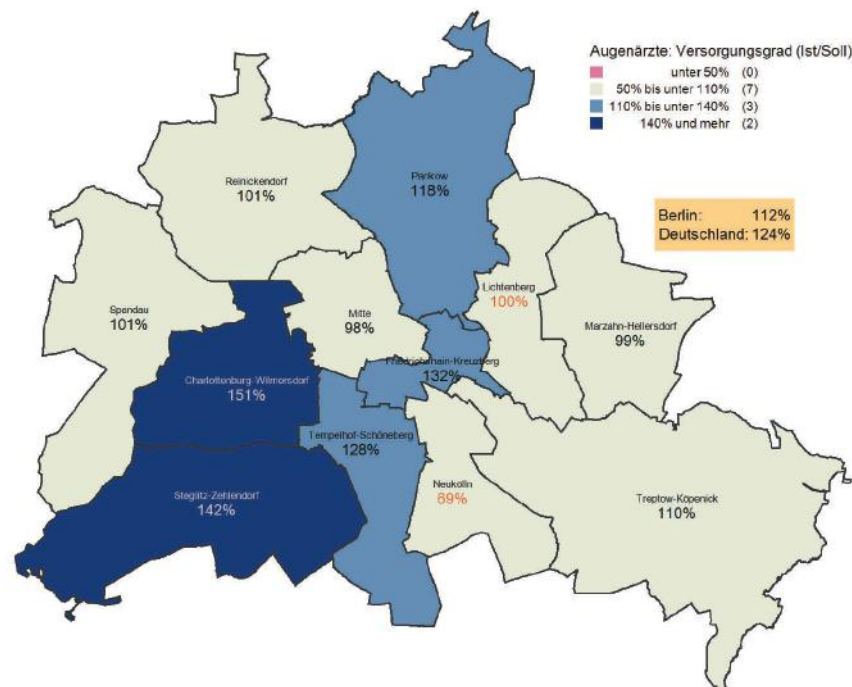 Augenärzte: Versorgungsgrad (Ist/Soll)
unter 50% (0)
50% bis unter 110% (7)
110% bis unter 140% (3)
140% und mehr (2)
Berlin: 112%
Deutschland: 124%
Reinickendorf
101%
Pankow
118%
Lichtenberg
100%
Marzahn-Hellersdorf
99%
Spandau
101%
Mitte
98%
Friedrichshain-Kreuzberg
132%
Charlottenburg-Wilmersdorf
151%
Tempelhof-Schöneberg
128%
Steglitz-Zehlendorf
142%
Neukölln
69%
Treptow-Köpenick
110%